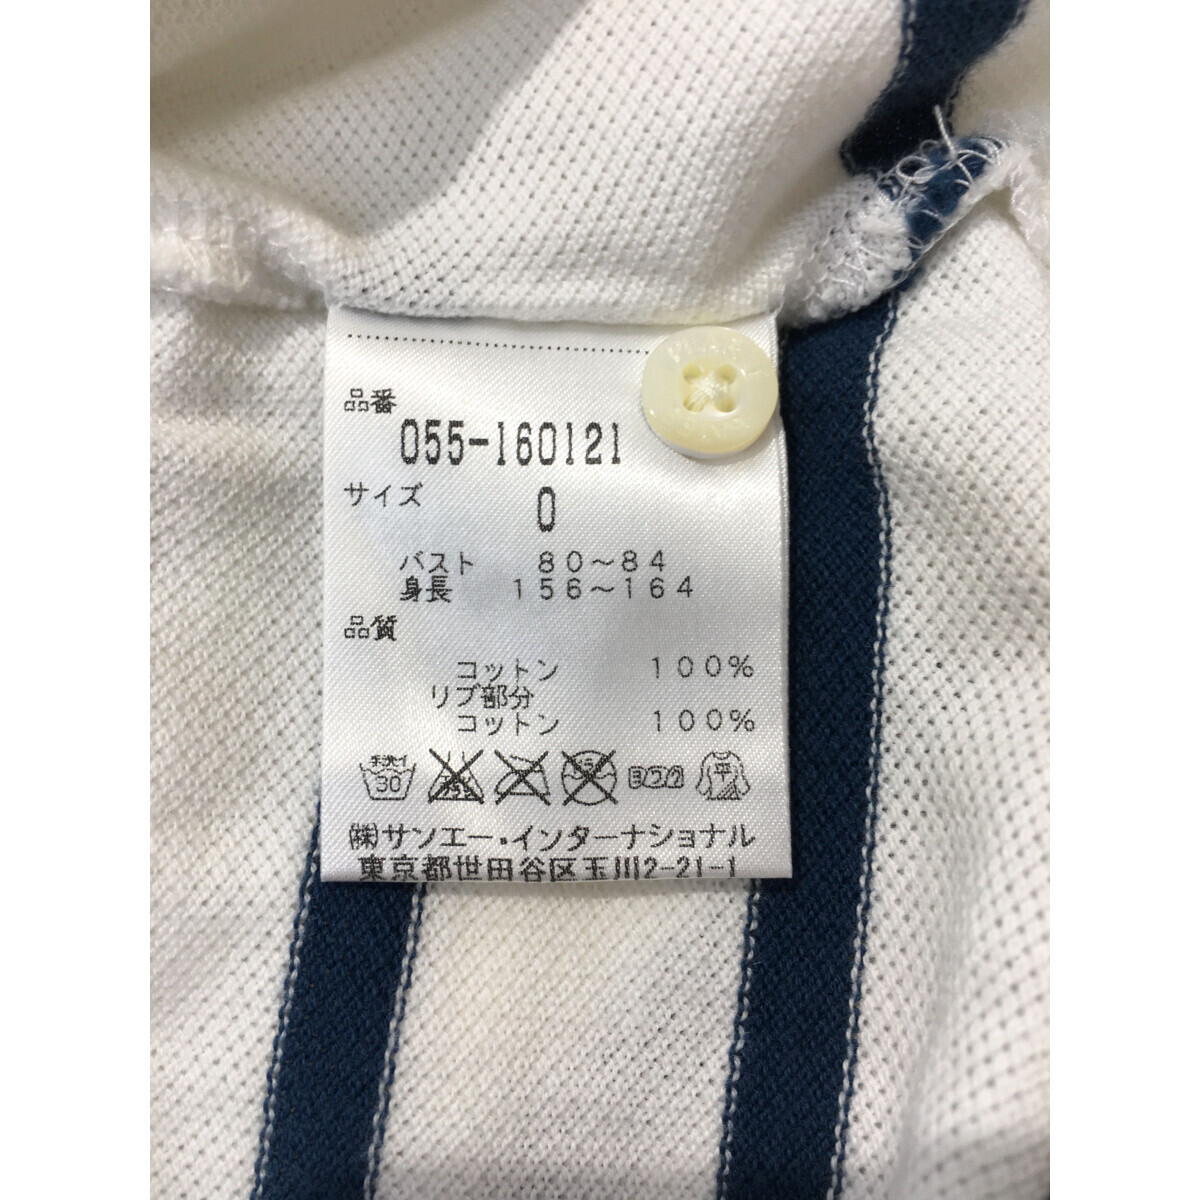 品番
055-160121
サイズ
0
バスト 80～84
身長 156～164
品質
コットン 100%
リブ部分
コットン 100%
30
平
㈱サンエー・インターナショナル
東京都世田谷区玉川2-21-1